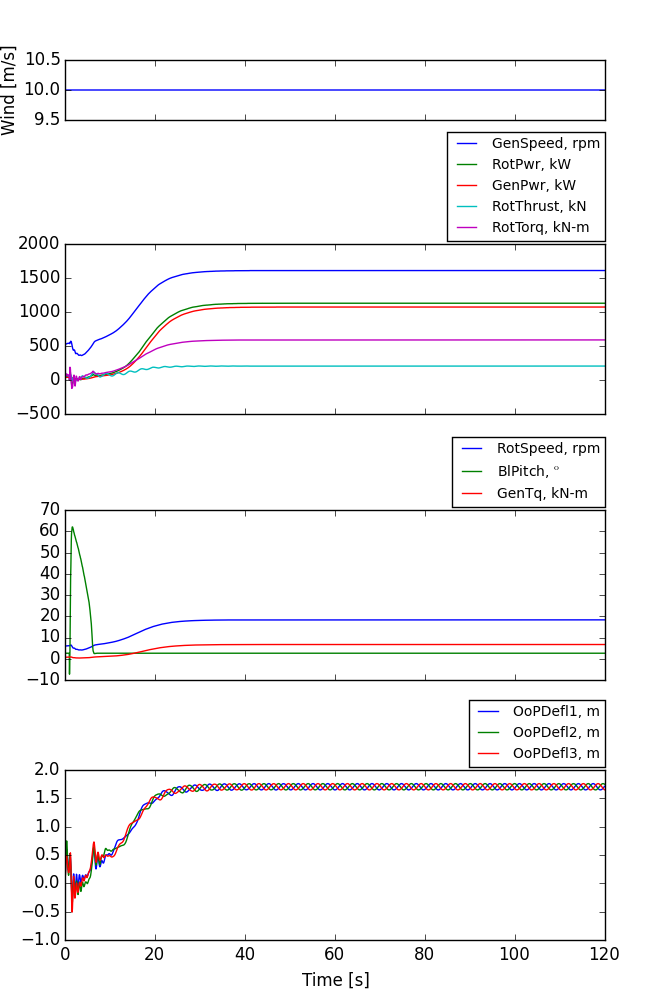 Wind [m/s]
10.5
10.0
9.5
GenSpeed, rpm
RotPwr, kW
GenPwr, kW
RotThrust, kN
RotTorq, kN-m
2000
1500
1000
500
0
−500
RotSpeed, rpm
BlPitch, °
GenTq, kN-m
70
60
50
40
30
20
10
0
−10
OoPDefl1, m
OoPDefl2, m
OoPDefl3, m
2.0
1.5
1.0
0.5
0.0
−0.5
−1.0
0 20 40 60 80 100 120
Time [s]